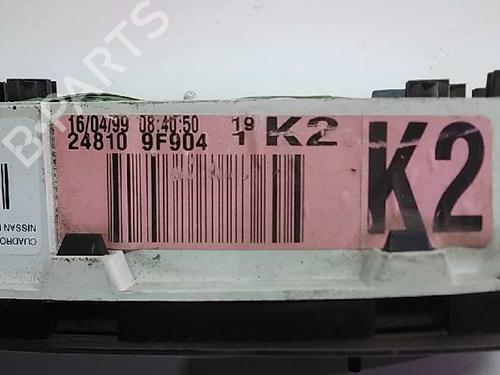 16/04/99 08:40:50 19 K2
24810 9F904 1
K2
CUADRO
NISSAN
B-PARTS